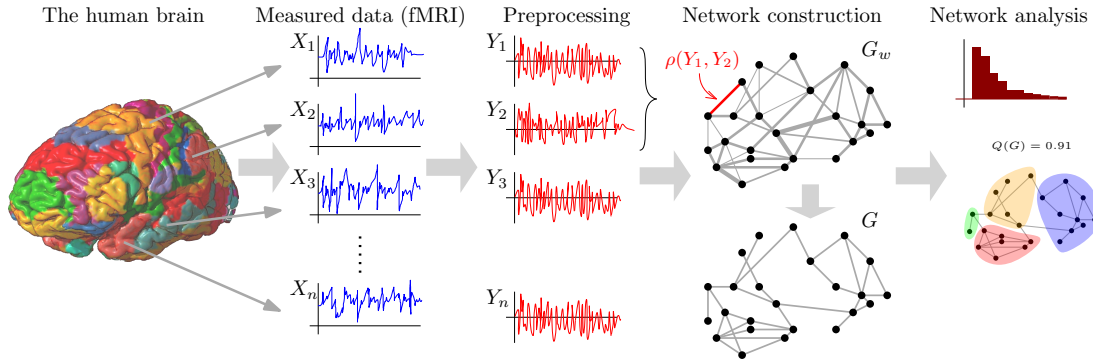 The human brain
Measured data (fMRI)
Preprocessing
Network construction
Network analysis
X₁
X₂
X₃
Xₙ
Y₁
Y₂
Y₃
Yₙ
ρ(Y₁, Y₂)
G_w
G
Q(G) = 0.91